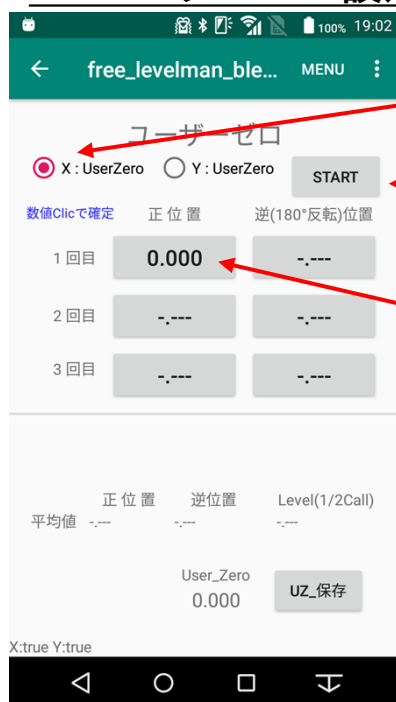 100% 19:02
free_levelman_ble... MENU
ユーザーゼロ
X : UserZero Y : UserZero START
数値Clicで確定 正 位 置 逆(180°反転)位置
1 回目 0.000 -.---
2 回目 -.--- -.---
3 回目 -.--- -.---
正 位 置 逆位置 Level(1/2Call)
平均値 -.--- -.--- -.---
User_Zero
0.000 UZ_保存
X:true Y:true